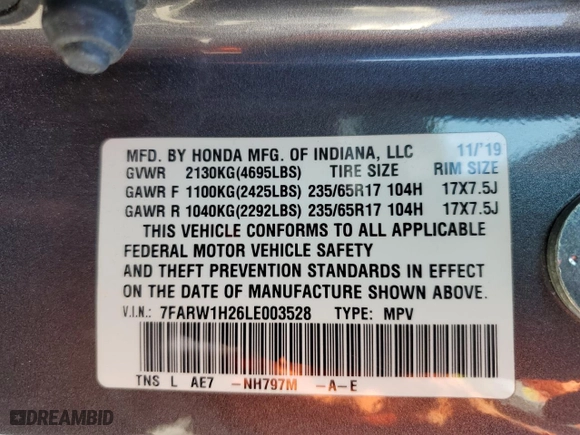 MFD. BY HONDA MFG. OF INDIANA, LLC 11/'19
GVWR 2130KG(4695LBS) TIRE SIZE RIM SIZE
GAWR F 1100KG(2425LBS) 235/65R17 104H 17X7.5J
GAWR R 1040KG(2292LBS) 235/65R17 104H 17X7.5J
THIS VEHICLE CONFORMS TO ALL APPLICABLE
FEDERAL MOTOR VEHICLE SAFETY
AND THEFT PREVENTION STANDARDS IN EFFECT
ON THE DATE OF MANUFACTURE SHOWN ABOVE.
V.I.N.: 7FARW1H26LE003528 TYPE: MPV
TNS L AE7 -NH797M -A-E
DREAMBID